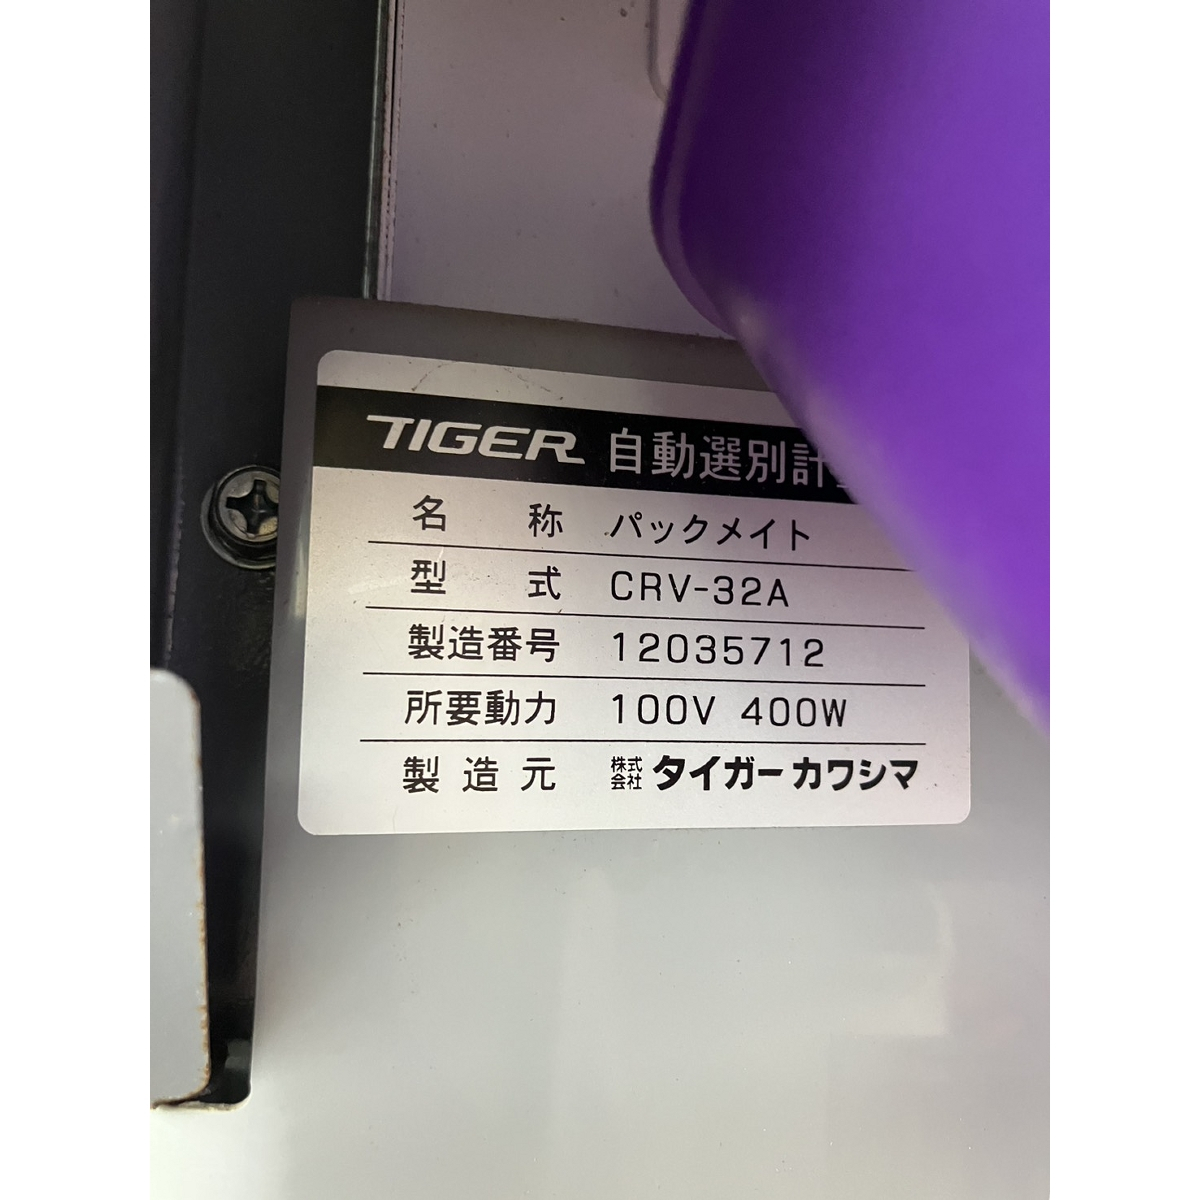 TIGER 自動選別計
名称 パックメイト
型式 CRV-32A
製造番号 12035712
所要動力 100V 400W
製造元 株式会社 タイガーカワシマ